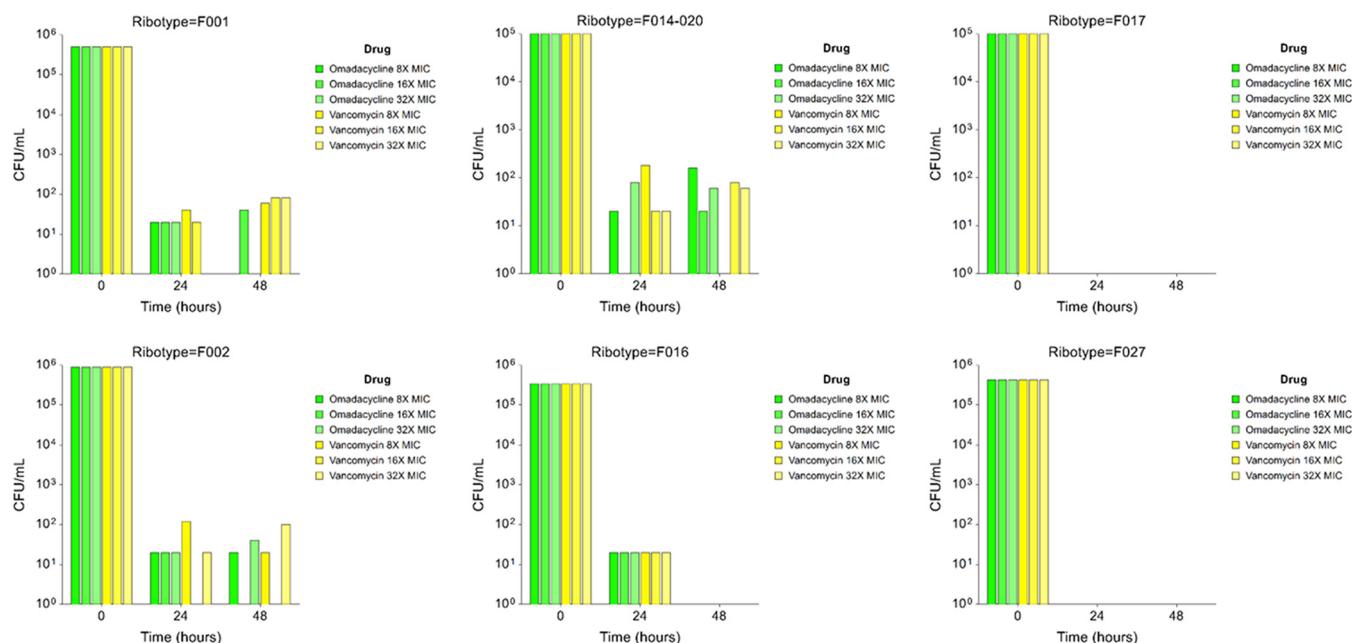 Ribotype=F001
10⁶
10⁵
10⁴
10³
10²
10¹
10⁰
CFU/mL
0 24 48
Time (hours)
Drug
Omadacycline 8X MIC
Omadacycline 16X MIC
Omadacycline 32X MIC
Vancomycin 8X MIC
Vancomycin 16X MIC
Vancomycin 32X MIC
Ribotype=F014-020
10⁵
10⁴
10³
10²
10¹
10⁰
CFU/mL
0 24 48
Time (hours)
Drug
Omadacycline 8X MIC
Omadacycline 16X MIC
Omadacycline 32X MIC
Vancomycin 8X MIC
Vancomycin 16X MIC
Vancomycin 32X MIC
Ribotype=F017
10⁵
10⁴
10³
10²
10¹
10⁰
CFU/mL
0 24 48
Time (hours)
Drug
Omadacycline 8X MIC
Omadacycline 16X MIC
Omadacycline 32X MIC
Vancomycin 8X MIC
Vancomycin 16X MIC
Vancomycin 32X MIC
Ribotype=F002
10⁶
10⁵
10⁴
10³
10²
10¹
10⁰
CFU/mL
0 24 48
Time (hours)
Drug
Omadacycline 8X MIC
Omadacycline 16X MIC
Omadacycline 32X MIC
Vancomycin 8X MIC
Vancomycin 16X MIC
Vancomycin 32X MIC
Ribotype=F016
10⁶
10⁵
10⁴
10³
10²
10¹
10⁰
CFU/mL
0 24 48
Time (hours)
Drug
Omadacycline 8X MIC
Omadacycline 16X MIC
Omadacycline 32X MIC
Vancomycin 8X MIC
Vancomycin 16X MIC
Vancomycin 32X MIC
Ribotype=F027
10⁶
10⁵
10⁴
10³
10²
10¹
10⁰
CFU/mL
0 24 48
Time (hours)
Drug
Omadacycline 8X MIC
Omadacycline 16X MIC
Omadacycline 32X MIC
Vancomycin 8X MIC
Vancomycin 16X MIC
Vancomycin 32X MIC